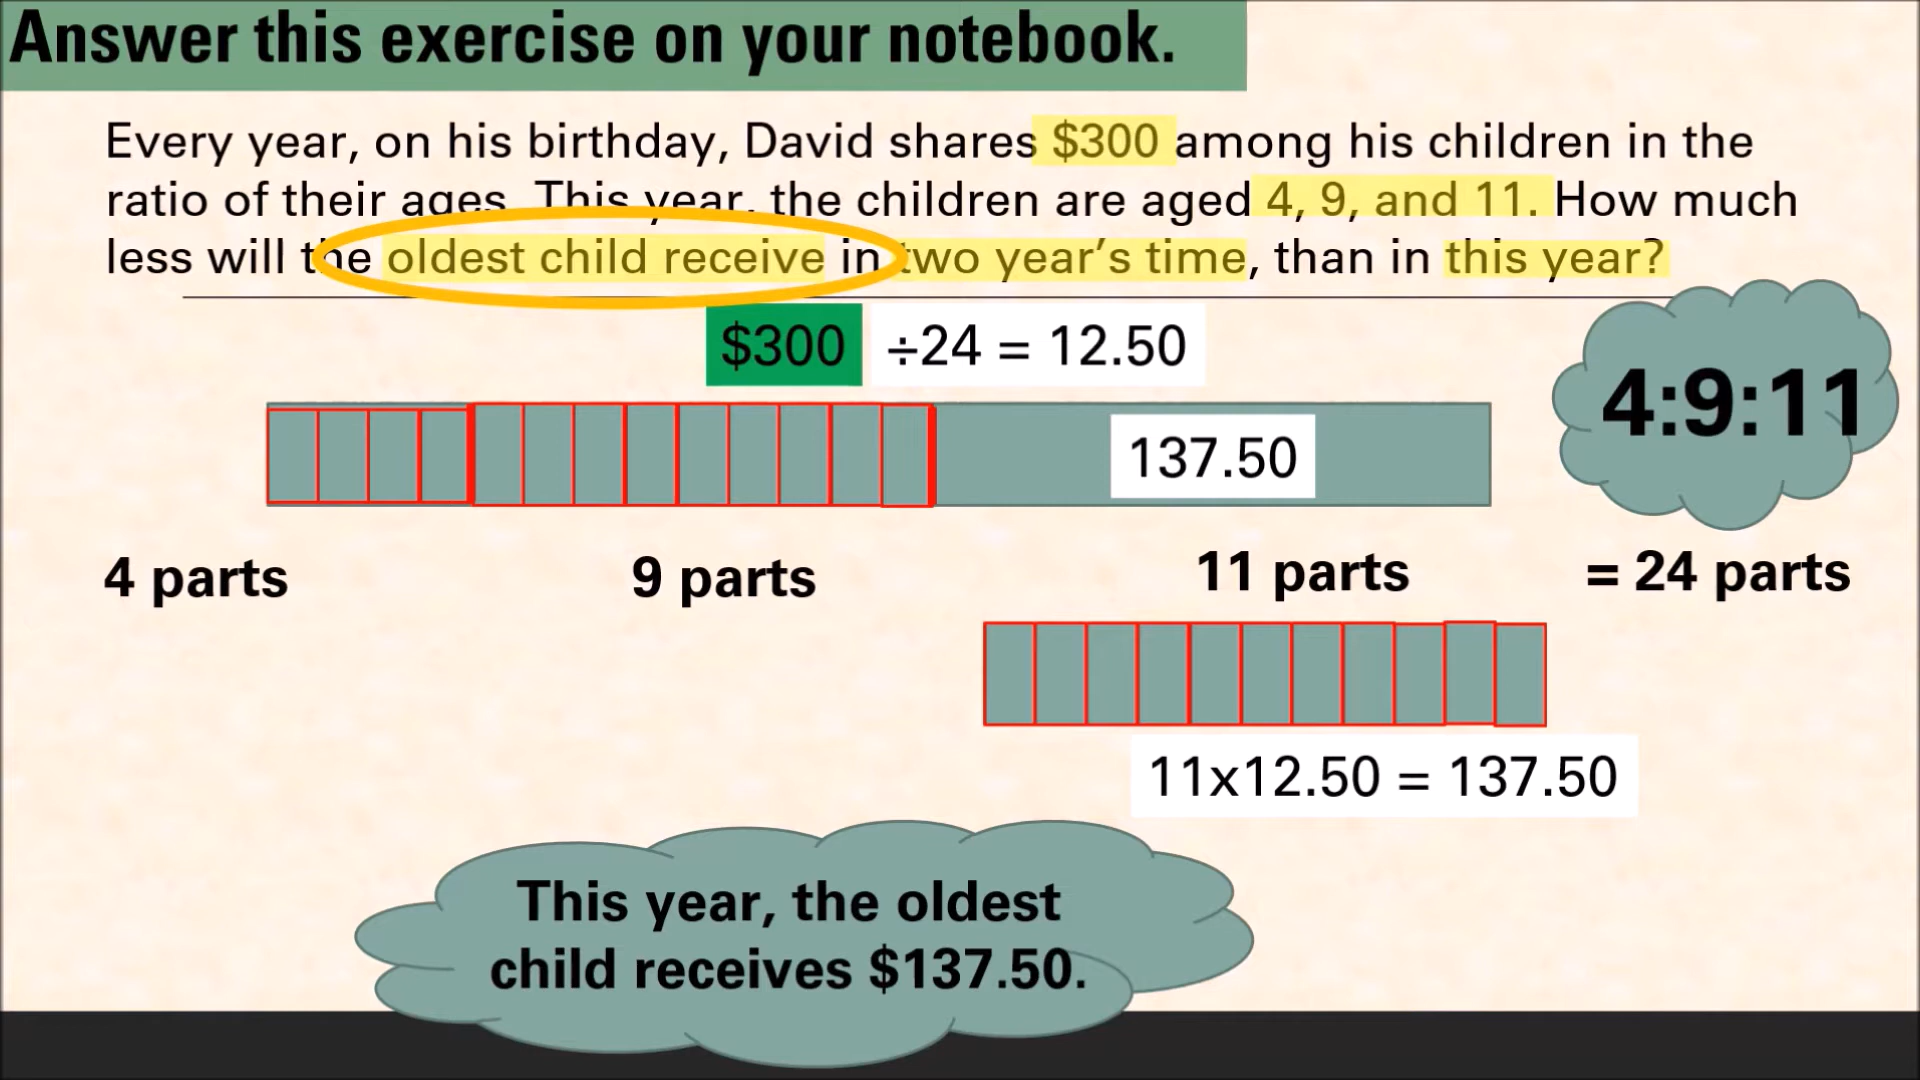 Answer this exercise on your notebook.
Every year, on his birthday, David shares $300 among his children in the
ratio of their ages. This year, the children are aged 4, 9, and 11. How much
less will the oldest child receive in two year's time, than in this year?
$300 ÷24 = 12.50
4:9:11
137.50
4 parts 9 parts 11 parts = 24 parts
11x12.50 = 137.50
This year, the oldest
child receives $137.50.